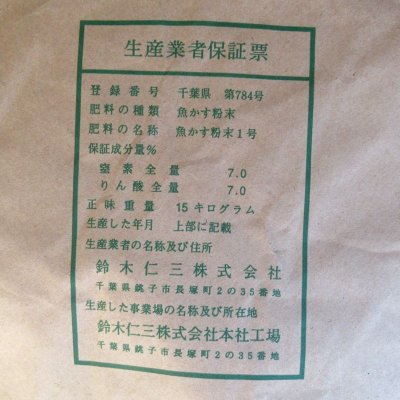 生産業者保証票
登録番号 千葉県 第784号
肥料の種類 魚かす粉末
肥料の名称 魚かす粉末1号
保証成分量%
窒素全量 7.0
りん酸全量 7.0
正味重量 15キログラム
生産した年月 上部に記載
生産業者の名称及び住所
鈴木仁三株式会社
千葉県銚子市長塚町2の35番地
生産した事業場の名称及び所在地
鈴木仁三株式会社本社工場
千葉県銚子市長塚町2の35番地